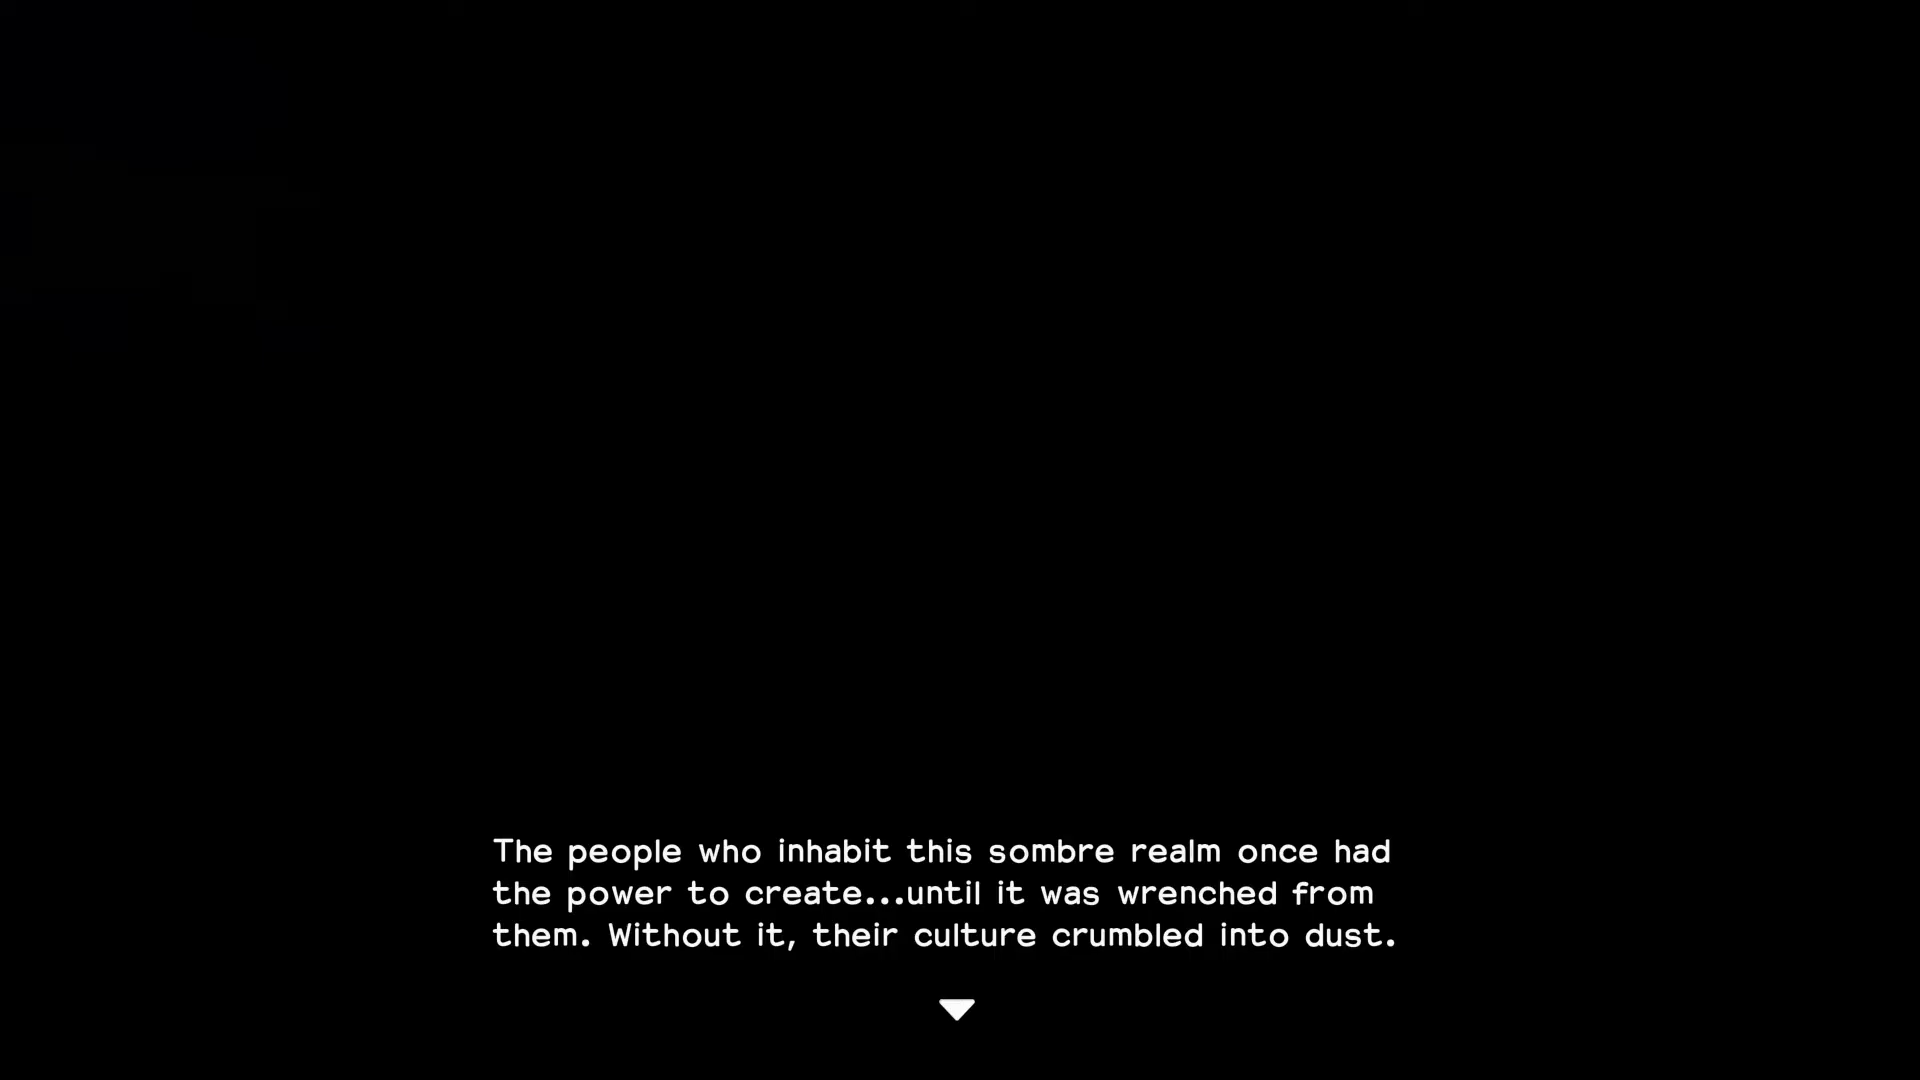 The people who inhabit this sombre realm once had
the power to create...until it was wrenched from
them. Without it, their culture crumbled into dust.